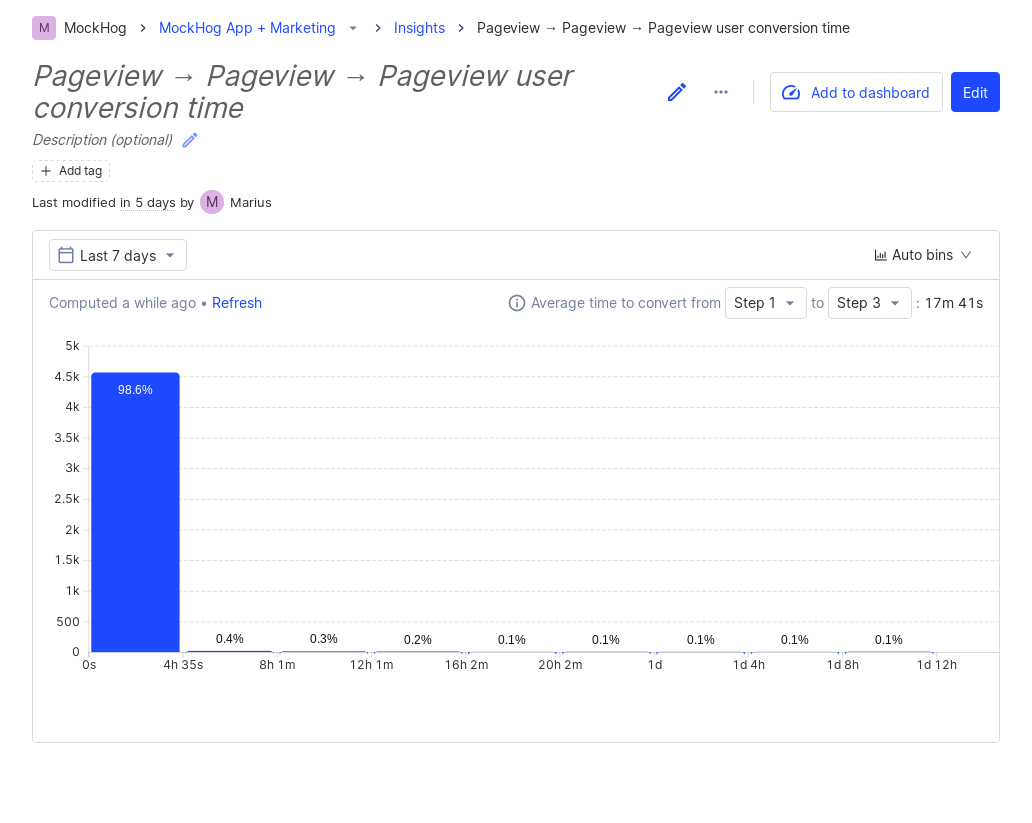 M MockHog > MockHog App + Marketing > Insights > Pageview → Pageview → Pageview user conversion time
Pageview → Pageview → Pageview user
conversion time
Add to dashboard
Edit
Description (optional)
+ Add tag
Last modified in 5 days by M Marius
Last 7 days
Auto bins
Computed a while ago • Refresh
Average time to convert from Step 1 to Step 3 : 17m 41s
5k
4.5k
98.6%
4k
3.5k
3k
2.5k
2k
1.5k
1k
500
0.4% 0.3% 0.2% 0.1% 0.1% 0.1% 0.1% 0.1%
0
0s 4h 35s 8h 1m 12h 1m 16h 2m 20h 2m 1d 1d 4h 1d 8h 1d 12h